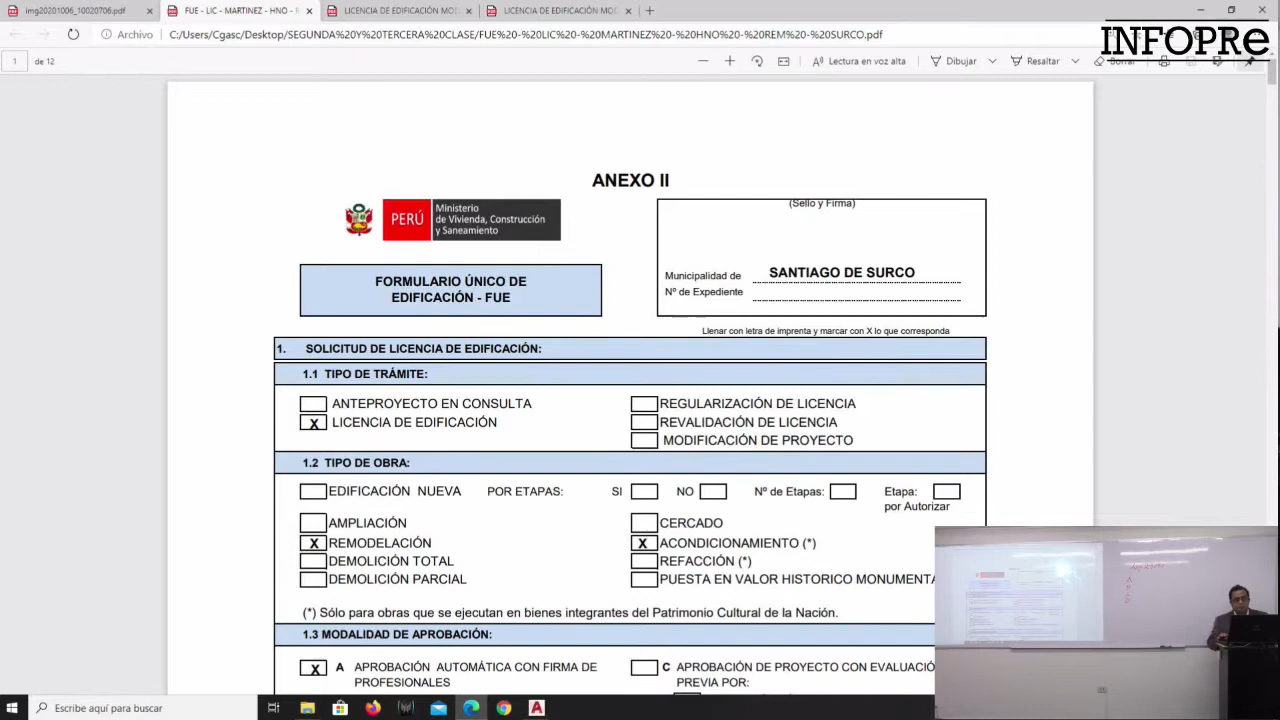 img20201006_10020706.pdf
FUE - LIC - MARTINEZ - HNO - R
LICENCIA DE EDIFICACIÓN MOD
LICENCIA DE EDIFICACIÓN MOD
Archivo
C:/Users/Cgasc/Desktop/SEGUNDA%20Y%20TERCERA%20CLASE/FUE%20-%20LIC%20-%20MARTINEZ%20-%20HNO%20-%20REM%20-%20SURCO.pdf
INFOPRe
1 de 12
Lectura en voz alta
Dibujar
Resaltar
Borrar
ANEXO II
PERÚ
Ministerio
de Vivienda, Construcción
y Saneamiento
(Sello y Firma)
Municipalidad de SANTIAGO DE SURCO
Nº de Expediente
FORMULARIO ÚNICO DE
EDIFICACIÓN - FUE
Llenar con letra de imprenta y marcar con X lo que corresponda
1. SOLICITUD DE LICENCIA DE EDIFICACIÓN:
1.1 TIPO DE TRÁMITE:
ANTEPROYECTO EN CONSULTA
REGULARIZACIÓN DE LICENCIA
X LICENCIA DE EDIFICACIÓN
REVALIDACIÓN DE LICENCIA
MODIFICACIÓN DE PROYECTO
1.2 TIPO DE OBRA:
EDIFICACIÓN NUEVA POR ETAPAS: SI NO Nº de Etapas: Etapa:
por Autorizar
AMPLIACIÓN
CERCADO
X REMODELACIÓN
X ACONDICIONAMIENTO (*)
DEMOLICIÓN TOTAL
REFACCIÓN (*)
DEMOLICIÓN PARCIAL
PUESTA EN VALOR HISTORICO MONUMENTA
(*) Sólo para obras que se ejecutan en bienes integrantes del Patrimonio Cultural de la Nación.
1.3 MODALIDAD DE APROBACIÓN:
X A APROBACIÓN AUTOMÁTICA CON FIRMA DE
PROFESIONALES
C APROBACIÓN DE PROYECTO CON EVALUACIÓ
PREVIA POR:
Escribe aquí para buscar